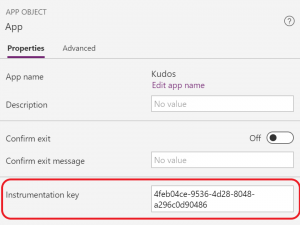 APP OBJECT
App
Properties Advanced
App name Kudos
Edit app name
Description No value
Confirm exit Off
Confirm exit message No value
Instrumentation key 4feb04ce-9536-4d28-8048-
a296c0d90486